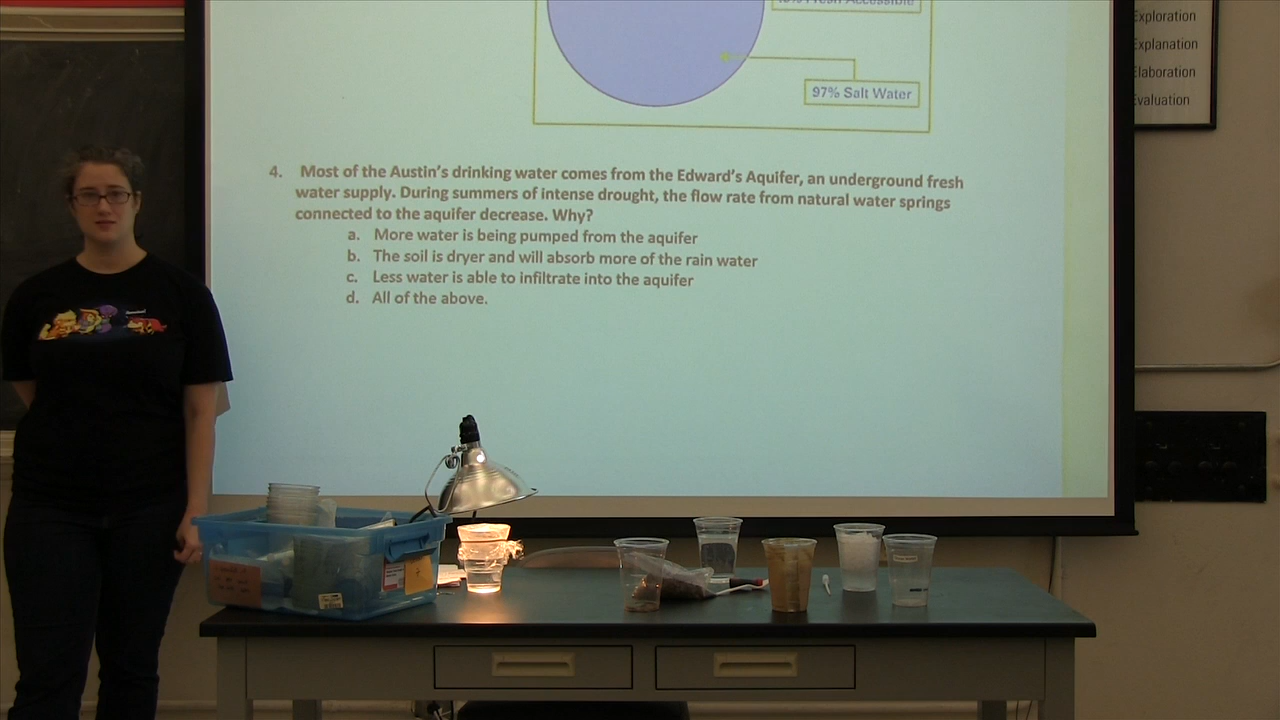 Fresh Accessible
97% Salt Water
Exploration
Explanation
Elaboration
Evaluation
4. Most of the Austin's drinking water comes from the Edward's Aquifer, an underground fresh
water supply. During summers of intense drought, the flow rate from natural water springs
connected to the aquifer decrease. Why?
a. More water is being pumped from the aquifer
b. The soil is dryer and will absorb more of the rain water
c. Less water is able to infiltrate into the aquifer
d. All of the above.